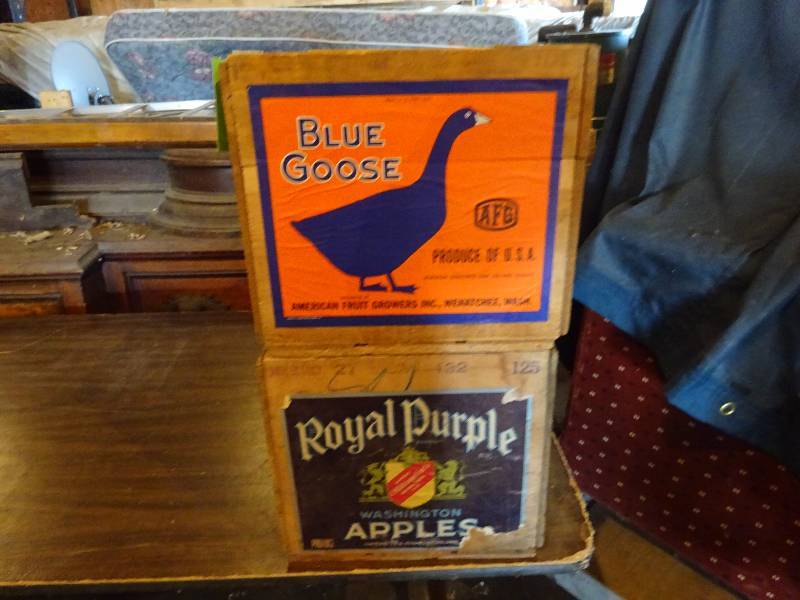 BLUE
GOOSE
AFG
PRODUCE OF U.S.A.
AMERICAN FRUIT GROWERS INC., WENATCHEE, WASH.
132 125
Royal Purple
WASHINGTON
APPLES